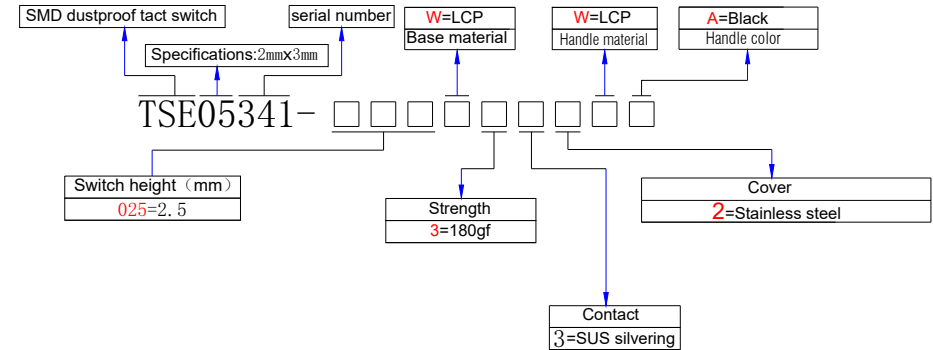 SMD dustproof tact switch
serial number
W=LCP
Base material
W=LCP
Handle material
A=Black
Handle color
Specifications:2mmx3mm
TSE05341-□□□□□□□□□
Switch height（mm）
025=2.5
Strength
3=180gf
Cover
2=Stainless steel
Contact
3=SUS silvering